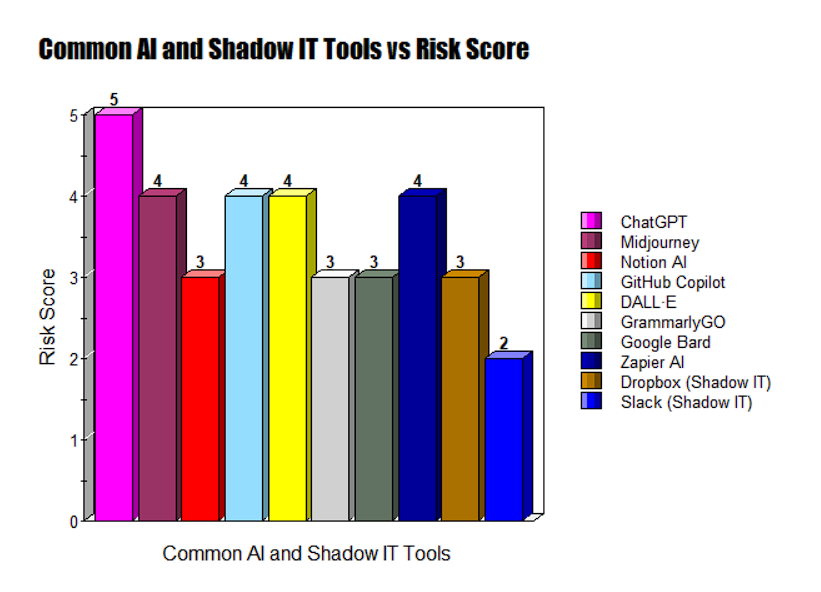 Common AI and Shadow IT Tools vs Risk Score
5
4
3
4
4
3
3
4
3
2
5
4
3
2
1
0
Risk Score
Common AI and Shadow IT Tools
ChatGPT
Midjourney
Notion AI
GitHub Copilot
DALL·E
GrammarlyGO
Google Bard
Zapier AI
Dropbox (Shadow IT)
Slack (Shadow IT)